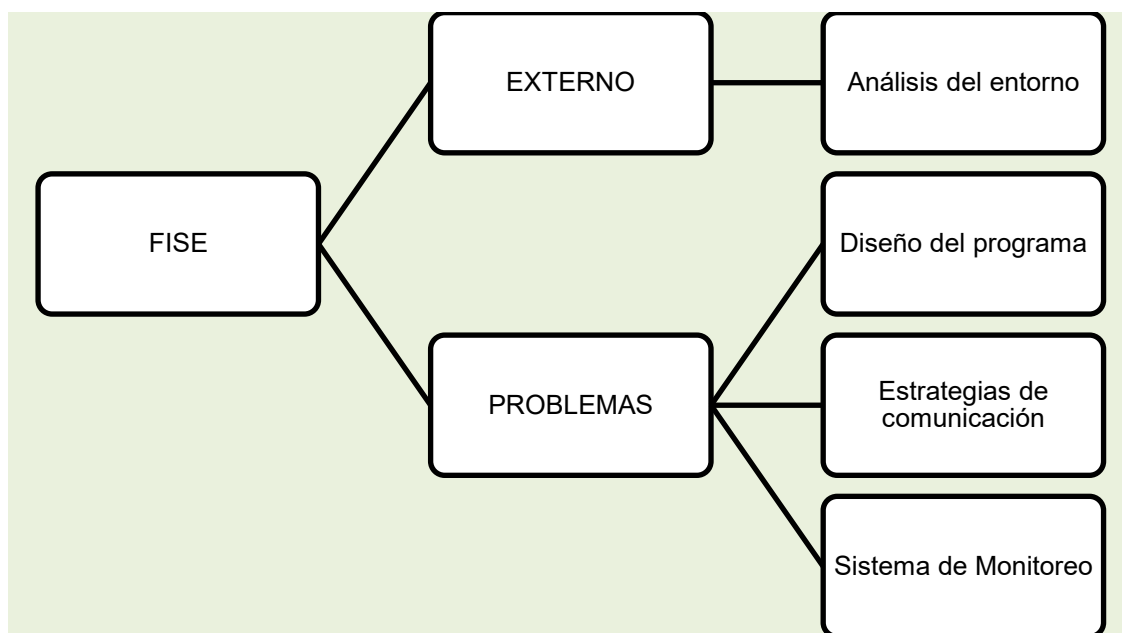 EXTERNO
Análisis del entorno
FISE
Diseño del programa
PROBLEMAS
Estrategias de
comunicación
Sistema de Monitoreo